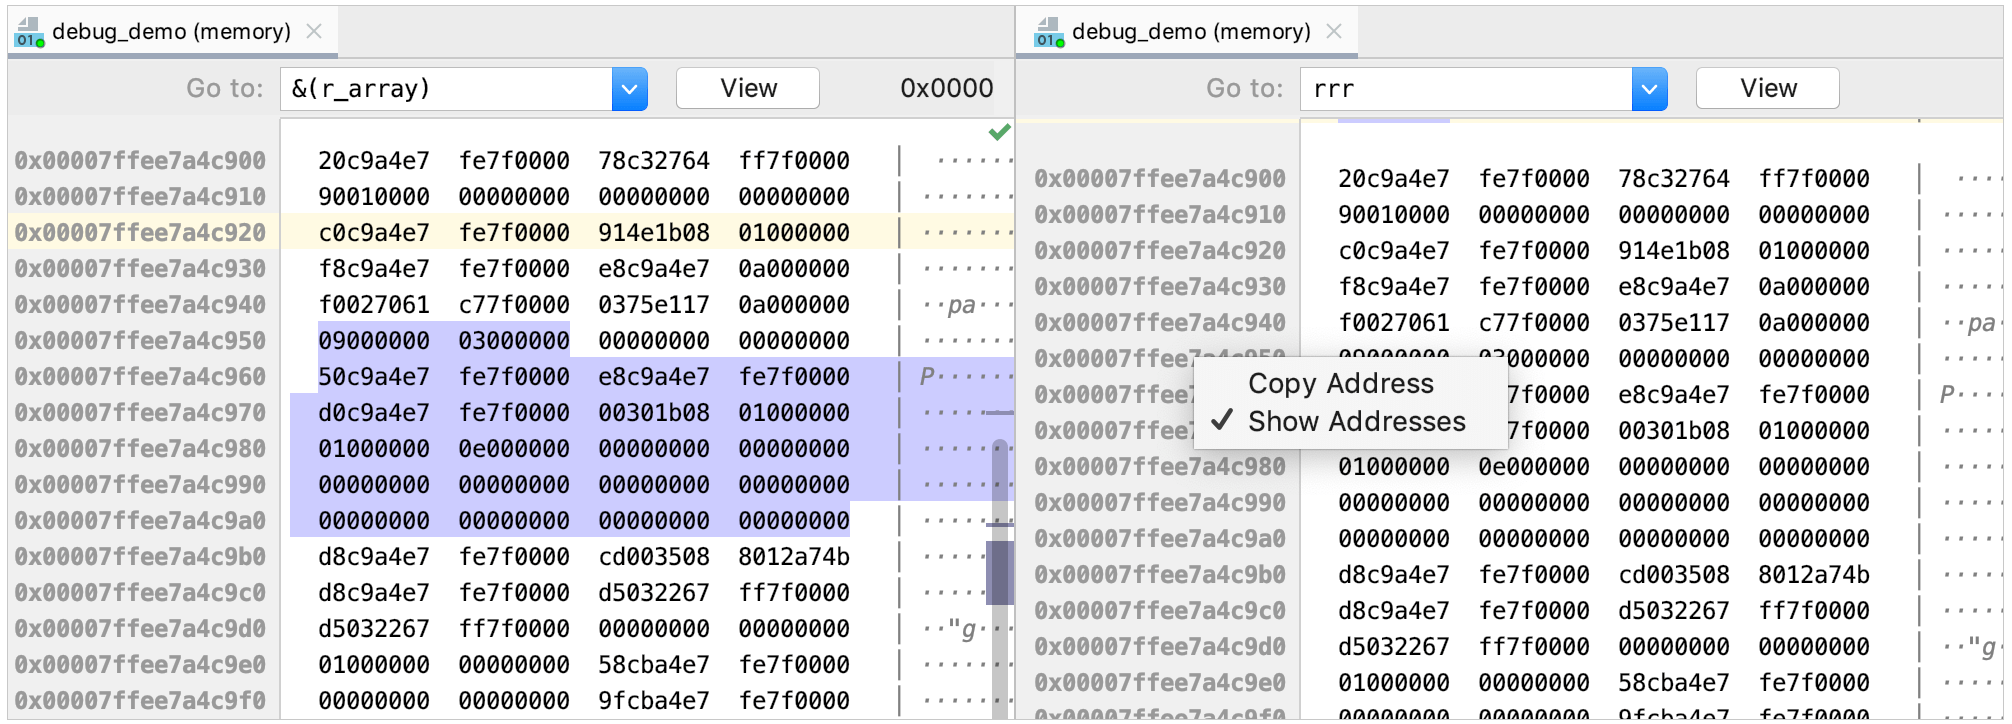 debug_demo (memory)
Go to: &(r_array) View 0x0000
0x00007ffee7a4c900 20c9a4e7 fe7f0000 78c32764 ff7f0000 | ······
0x00007ffee7a4c910 90010000 00000000 00000000 00000000 | ······
0x00007ffee7a4c920 c0c9a4e7 fe7f0000 914e1b08 01000000 | ······
0x00007ffee7a4c930 f8c9a4e7 fe7f0000 e8c9a4e7 0a000000 | ······
0x00007ffee7a4c940 f0027061 c77f0000 0375e117 0a000000 | ··pa··
0x00007ffee7a4c950 09000000 03000000 00000000 00000000 | ······
0x00007ffee7a4c960 50c9a4e7 fe7f0000 e8c9a4e7 fe7f0000 | P······
0x00007ffee7a4c970 d0c9a4e7 fe7f0000 00301b08 01000000 | ······
0x00007ffee7a4c980 01000000 0e000000 00000000 00000000 | ······
0x00007ffee7a4c990 00000000 00000000 00000000 00000000 | ······
0x00007ffee7a4c9a0 00000000 00000000 00000000 00000000 | ······
0x00007ffee7a4c9b0 d8c9a4e7 fe7f0000 cd003508 8012a74b | ······
0x00007ffee7a4c9c0 d8c9a4e7 fe7f0000 d5032267 ff7f0000 | ······
0x00007ffee7a4c9d0 d5032267 ff7f0000 00000000 00000000 | ··"g··
0x00007ffee7a4c9e0 01000000 00000000 58cba4e7 fe7f0000 | ······
0x00007ffee7a4c9f0 00000000 00000000 9fcba4e7 fe7f0000 | ······
debug_demo (memory)
Go to: rrr View
0x00007ffee7a4c900 20c9a4e7 fe7f0000 78c32764 ff7f0000 | ····
0x00007ffee7a4c910 90010000 00000000 00000000 00000000 | ····
0x00007ffee7a4c920 c0c9a4e7 fe7f0000 914e1b08 01000000 | ····
0x00007ffee7a4c930 f8c9a4e7 fe7f0000 e8c9a4e7 0a000000 | ····
0x00007ffee7a4c940 f0027061 c77f0000 0375e117 0a000000 | ··pa
0x00007ffee7a4c950 09000000 03000000 00000000 00000000 | ····
0x00007ffee7 7f0000 e8c9a4e7 fe7f0000 | P····
0x00007ffee7 7f0000 00301b08 01000000 | ····
Copy Address
✓ Show Addresses
0x00007ffee7a4c980 01000000 0e000000 00000000 00000000 | ····
0x00007ffee7a4c990 00000000 00000000 00000000 00000000 | ····
0x00007ffee7a4c9a0 00000000 00000000 00000000 00000000 | ····
0x00007ffee7a4c9b0 d8c9a4e7 fe7f0000 cd003508 8012a74b | ····
0x00007ffee7a4c9c0 d8c9a4e7 fe7f0000 d5032267 ff7f0000 | ····
0x00007ffee7a4c9d0 d5032267 ff7f0000 00000000 00000000 | ··"g
0x00007ffee7a4c9e0 01000000 00000000 58cba4e7 fe7f0000 | ····
0x00007ffee7a4c9f0 00000000 00000000 9fcba4e7 fe7f0000 | ····